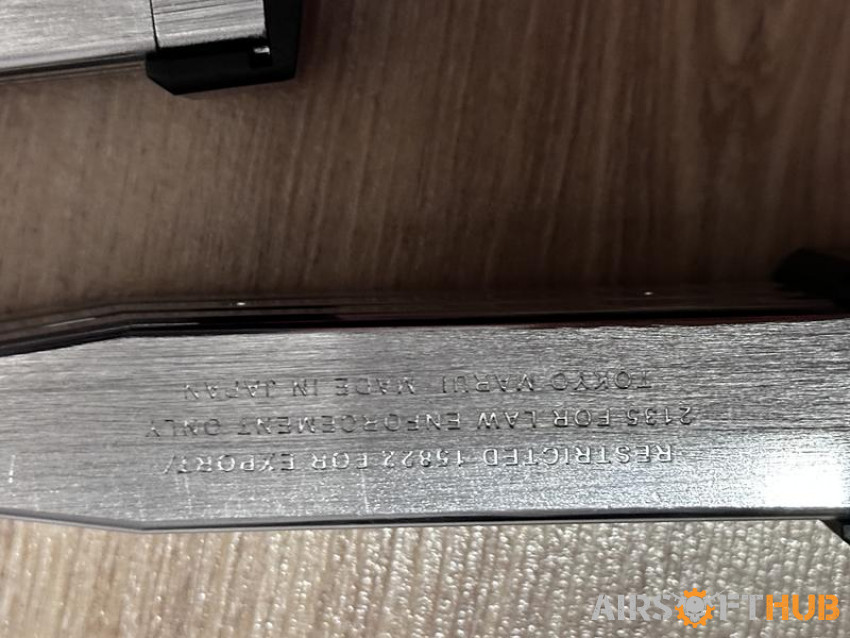 RESTRICTED 15822 FOR EXPORT/
2135 FOR LAW ENFORCEMENT ONLY
TOKYO MARUI MADE IN JAPAN
AIRSOFTHUB